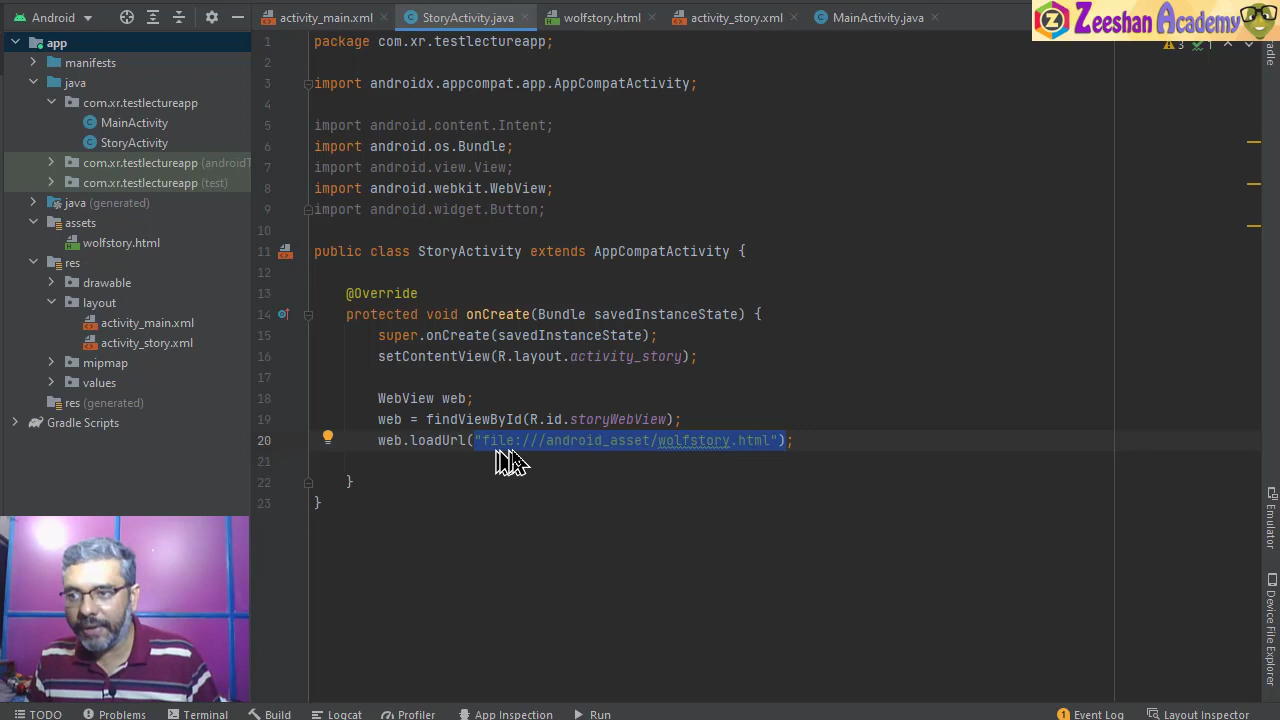 Android
activity_main.xml
StoryActivity.java
wolfstory.html
activity_story.xml
MainActivity.java
Zeeshan Academy
3
1
app
manifests
java
com.xr.testlectureapp
MainActivity
StoryActivity
com.xr.testlectureapp (androidT
com.xr.testlectureapp (test)
java (generated)
assets
wolfstory.html
res
drawable
layout
activity_main.xml
activity_story.xml
mipmap
values
res (generated)
Gradle Scripts
1 package com.xr.testlectureapp;
2
3 import androidx.appcompat.app.AppCompatActivity;
4
5 import android.content.Intent;
6 import android.os.Bundle;
7 import android.view.View;
8 import android.webkit.WebView;
9 import android.widget.Button;
10
11 public class StoryActivity extends AppCompatActivity {
12
13 @Override
14 protected void onCreate(Bundle savedInstanceState) {
15 super.onCreate(savedInstanceState);
16 setContentView(R.layout.activity_story);
17
18 WebView web;
19 web = findViewById(R.id.storyWebView);
20 web.loadUrl("file:///android_asset/wolfstory.html");
21
22 }
23 }
Gradle
Emulator
Device File Explorer
TODO
Problems
Terminal
Build
Logcat
Profiler
App Inspection
Run
1 Event Log
Layout Inspector